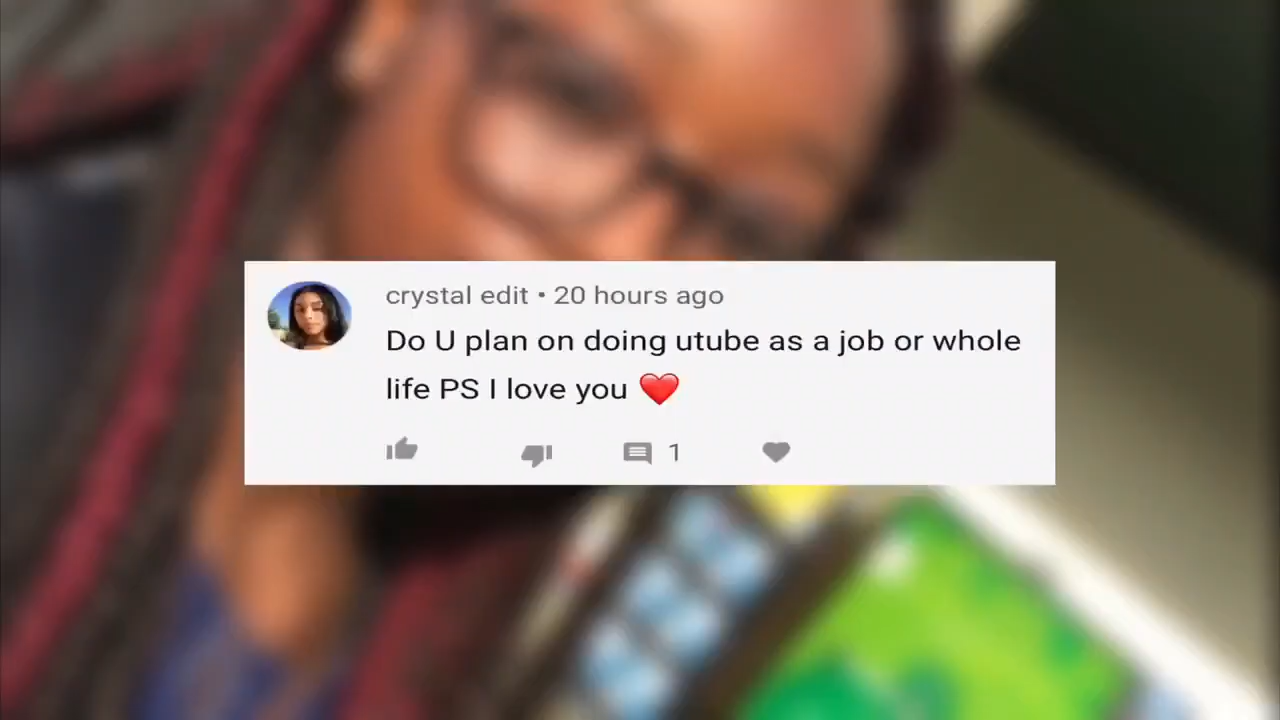 crystal edit • 20 hours ago
Do U plan on doing utube as a job or whole
life PS I love you ❤️
1